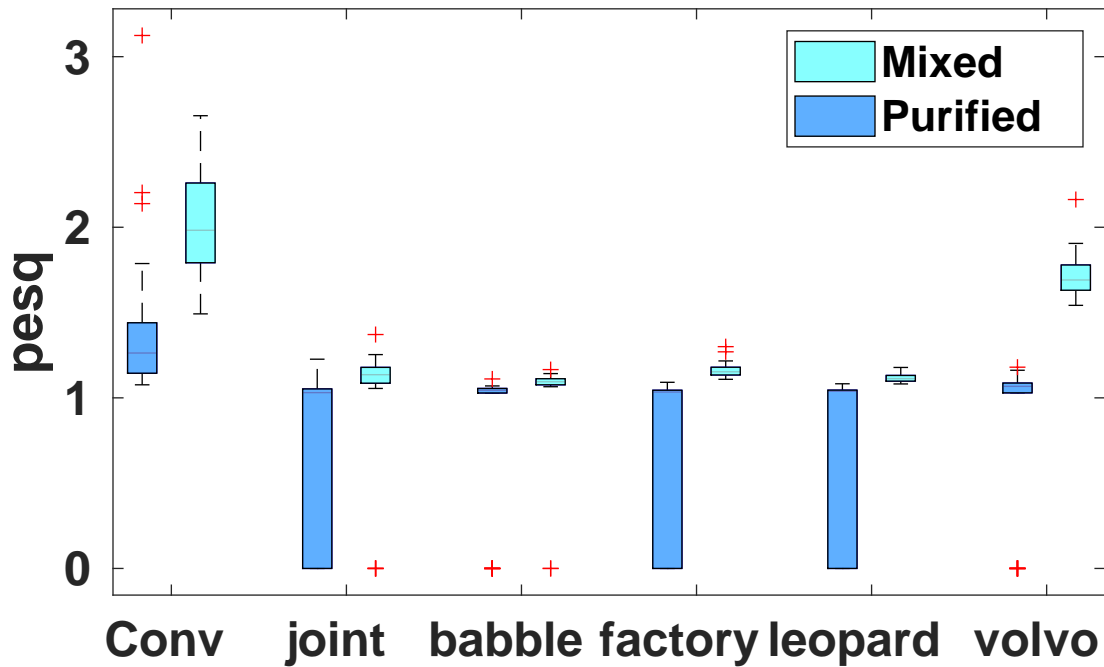 Mixed
Purified
pesq
3
2
1
0
Conv joint babble factory leopard volvo